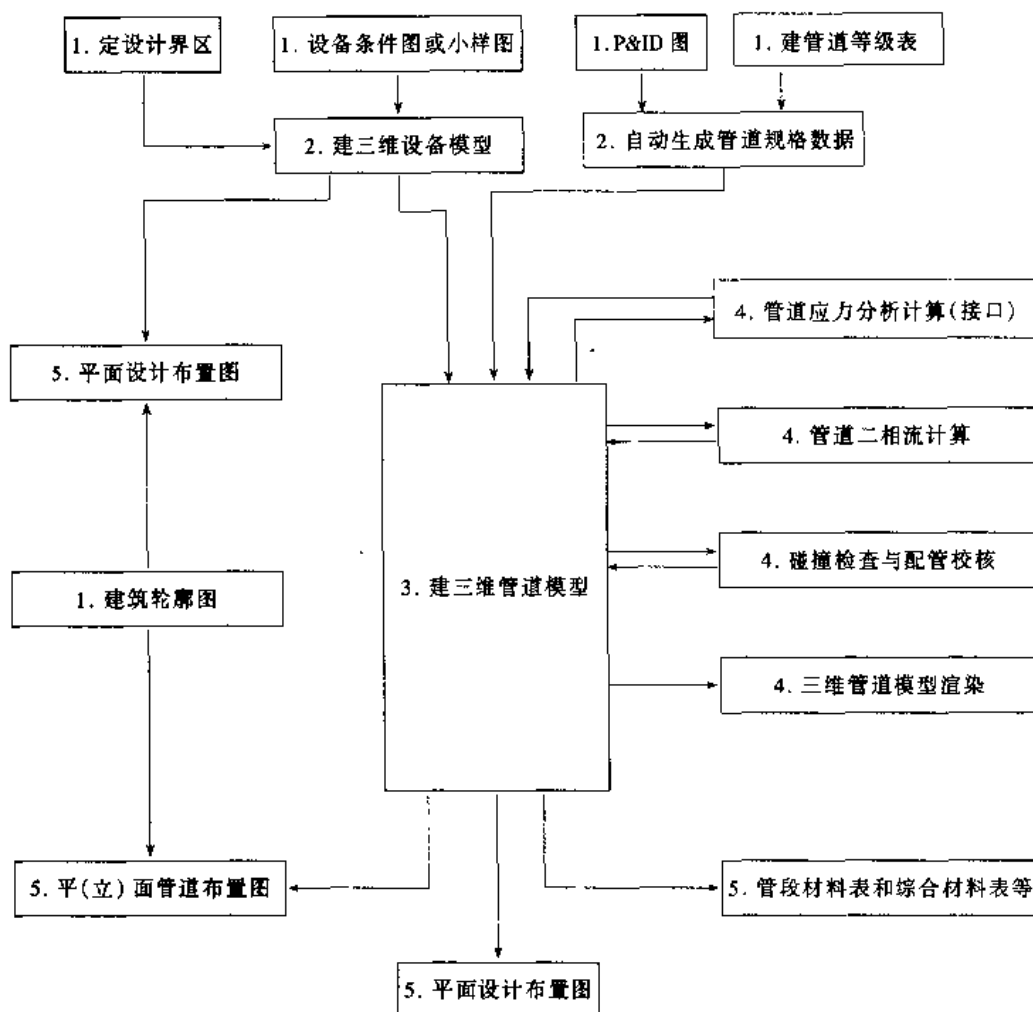 1. 定设计界区
1. 设备条件图或小样图
1.P&ID 图
1. 建管道等级表
2. 建三维设备模型
2. 自动生成管道规格数据
4. 管道应力分析计算(接口)
5. 平面设计布置图
4. 管道二相流计算
4. 碰撞检查与配管校核
1. 建筑轮廓图
3. 建三维管道模型
4. 三维管道模型渲染
5. 平(立) 面管道布置图
5. 管段材料表和综合材料表等
5. 平面设计布置图